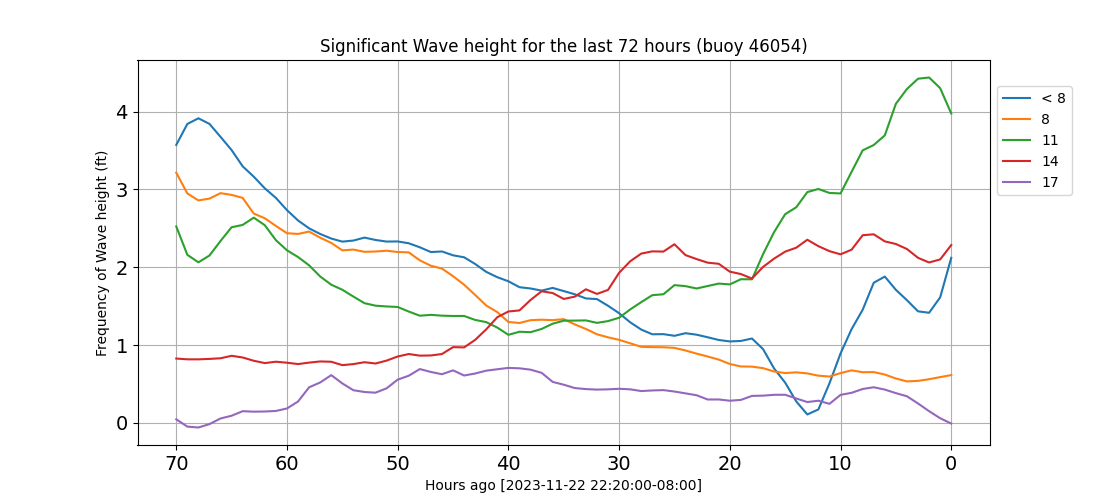 Significant Wave height for the last 72 hours (buoy 46054)
Frequency of Wave height (ft)
4
3
2
1
0
70 60 50 40 30 20 10 0
Hours ago [2023-11-22 22:20:00-08:00]
< 8
8
11
14
17